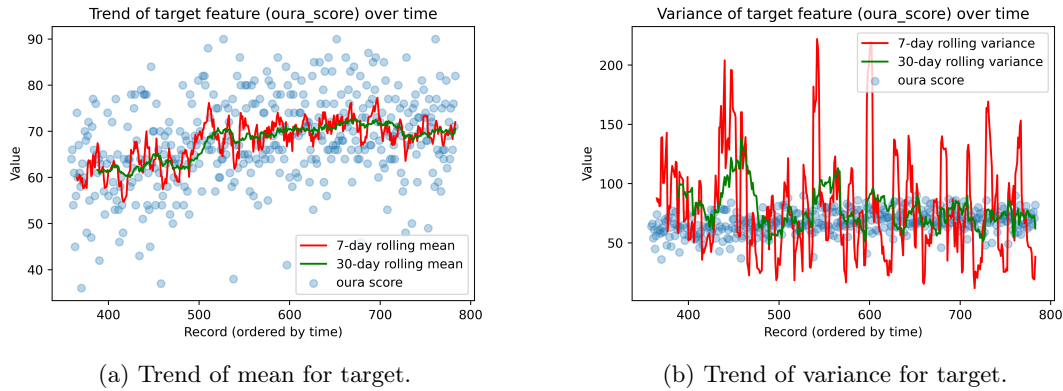 Trend of target feature (oura_score) over time
Value
90
80
70
60
50
40
7-day rolling mean
30-day rolling mean
oura score
400 500 600 700 800
Record (ordered by time)
(a) Trend of mean for target.
Variance of target feature (oura_score) over time
Value
200
150
100
50
7-day rolling variance
30-day rolling variance
oura score
400 500 600 700 800
Record (ordered by time)
(b) Trend of variance for target.